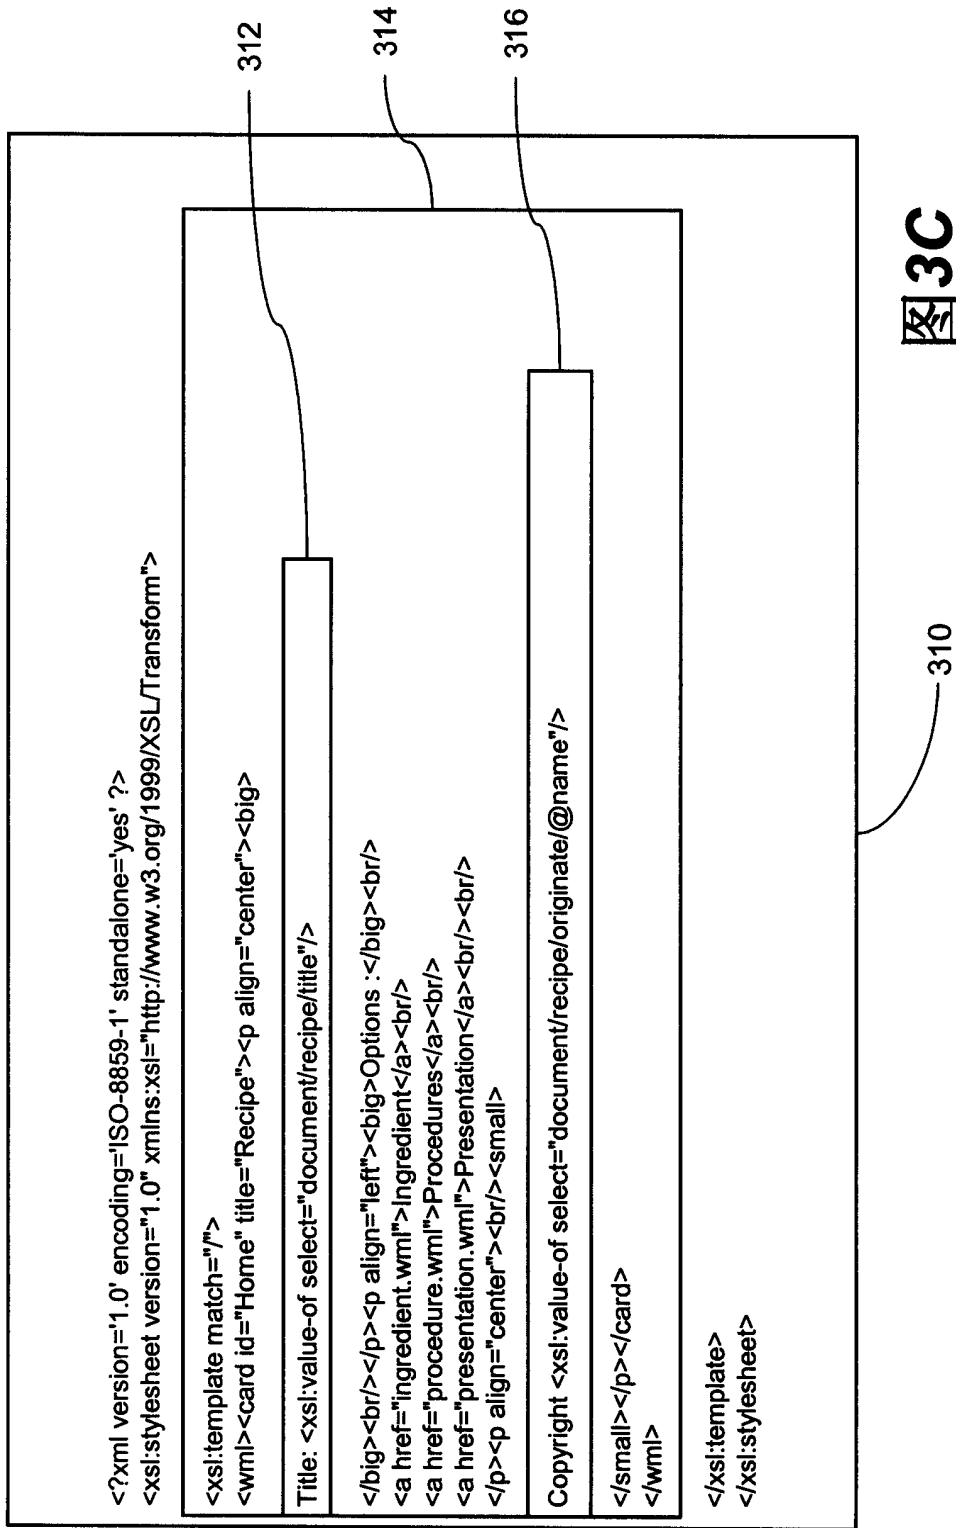 <?xml version='1.0' encoding='ISO-8859-1' standalone='yes' ?>
<xsl:stylesheet version="1.0" xmlns:xsl="http://www.w3.org/1999/XSL/Transform">
<xsl:template match="/">
<wml><card id="Home" title="Recipe"><p align="center"><big>
Title: <xsl:value-of select="document/recipe/title"/>
</big><br/></p><p align="left"><big>Options :</big><br/>
<a href="ingredient.wml">Ingredient</a><br/>
<a href="procedure.wml">Procedures</a><br/>
<a href="presentation.wml">Presentation</a><br/><br/>
</p><p align="center"><br/><small>
Copyright <xsl:value-of select="document/recipe/originate/@name"/>
</small></p></card>
</wml>
</xsl:template>
</xsl:stylesheet>
312
314
316
310
图3C